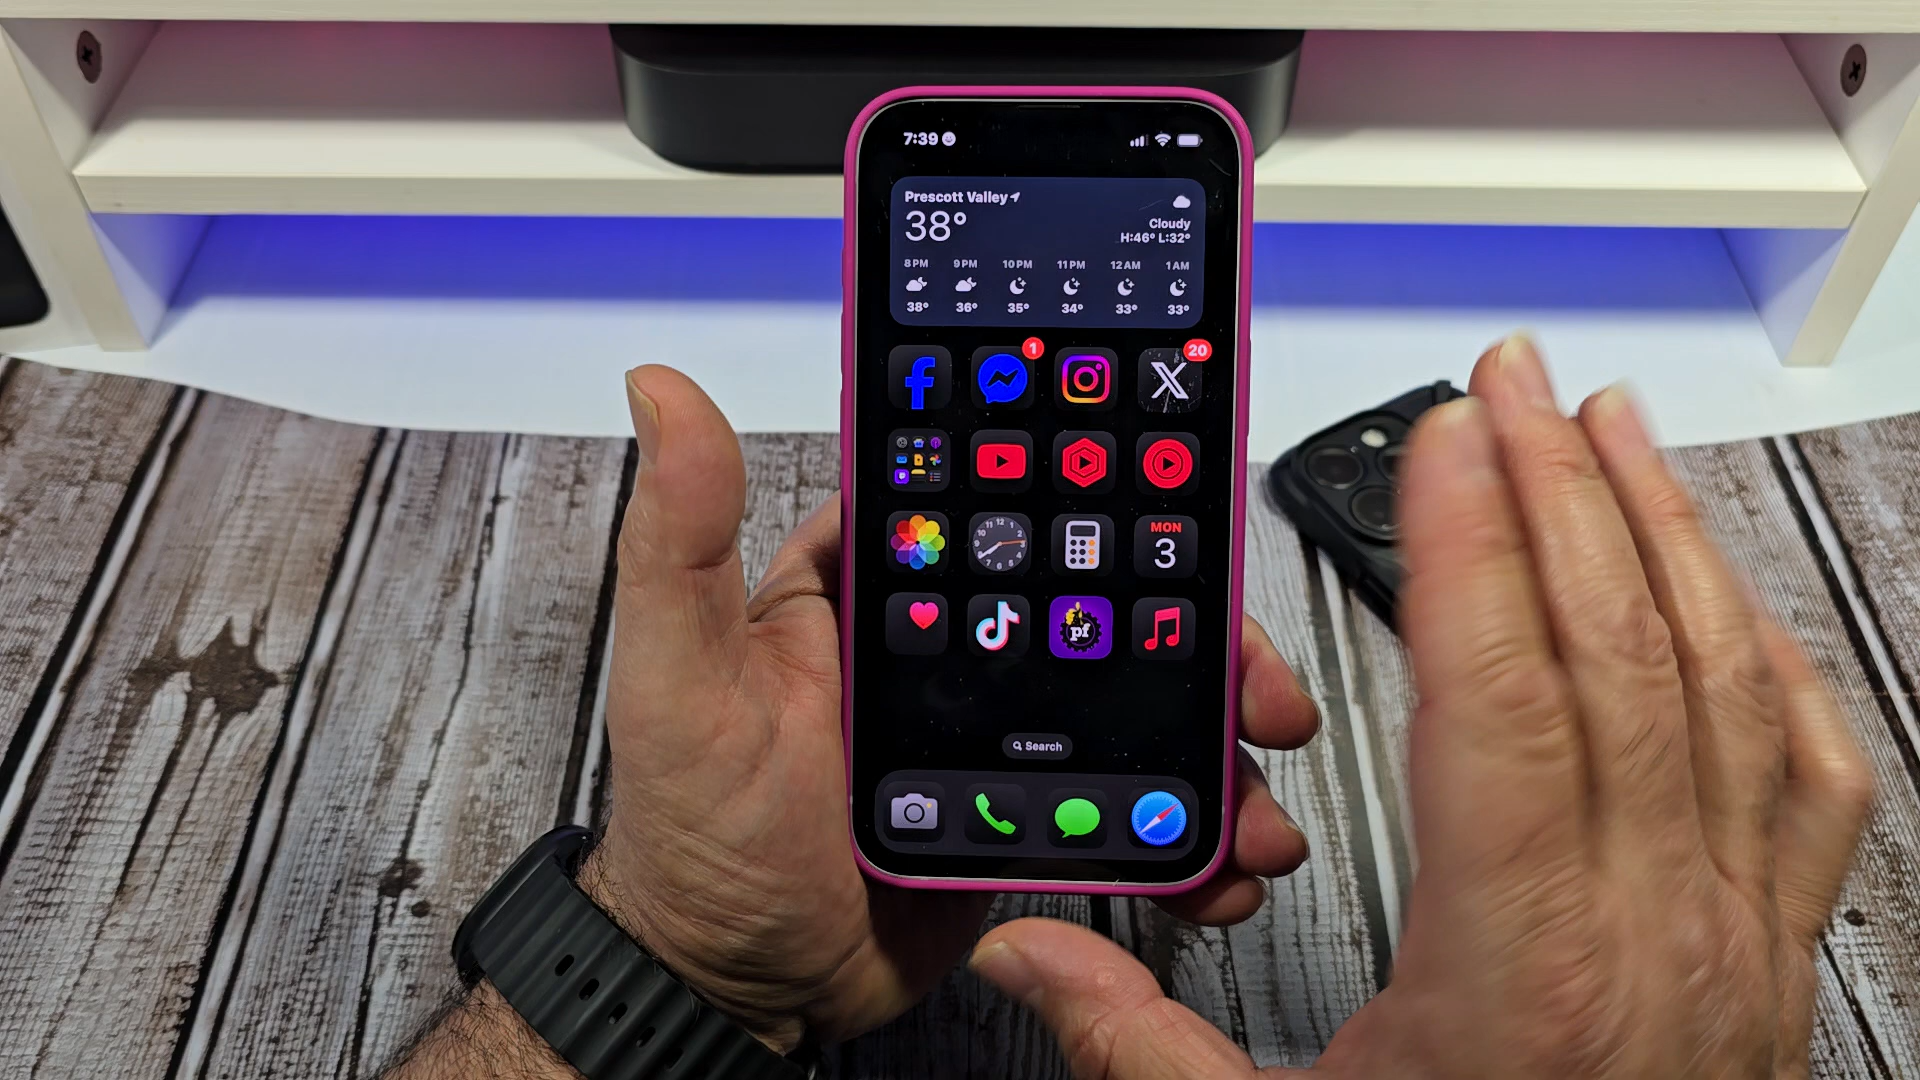 7:39
Prescott Valley
38°
Cloudy
H:46° L:32°
8PM 9PM 10PM 11PM 12AM 1AM
38° 36° 35° 34° 33° 33°
1
20
MON
3
pf
Search